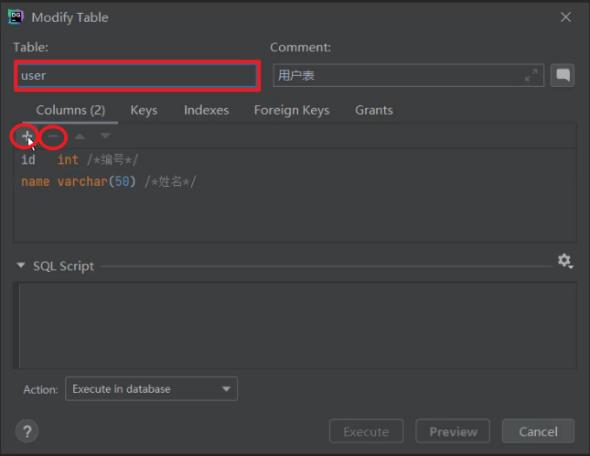 DG Modify Table
Table: Comment:
user 用户表
Columns (2) Keys Indexes Foreign Keys Grants
id int /*编号*/
name varchar(50) /*姓名*/
SQL Script
Action: Execute in database
? Execute Preview Cancel